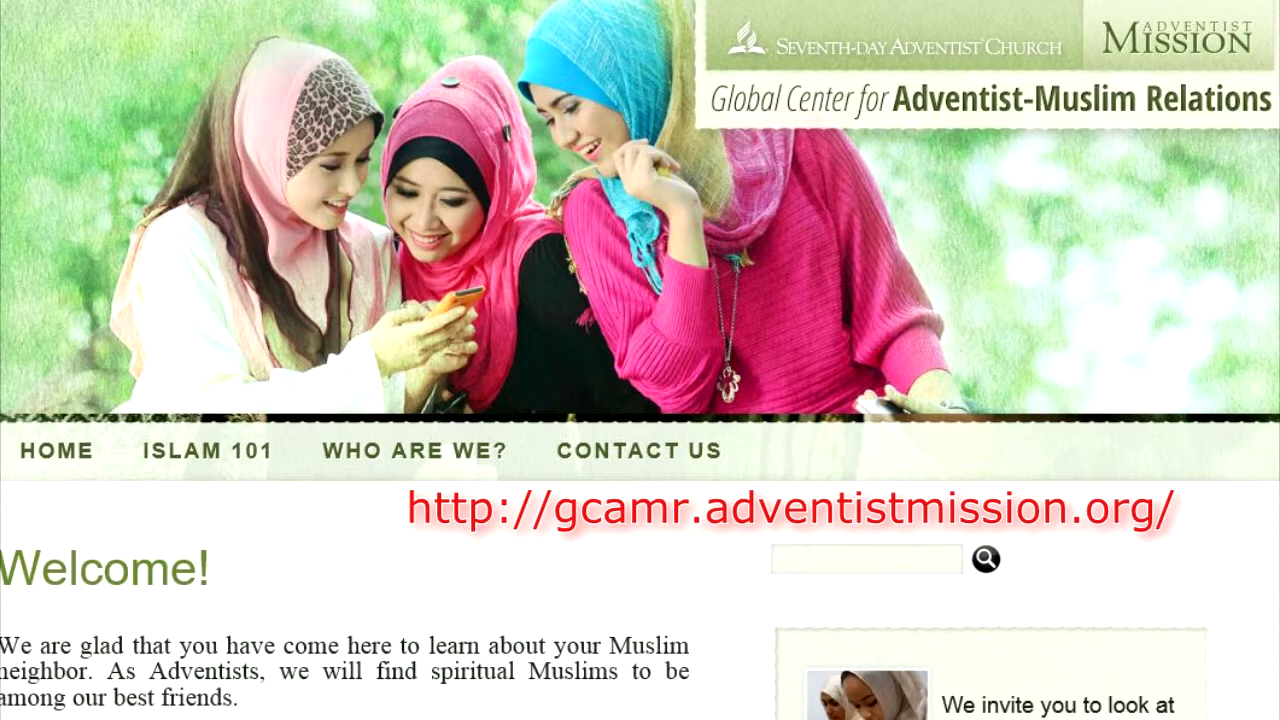 SEVENTH-DAY ADVENTIST CHURCH
ADVENTIST
MISSION
Global Center for Adventist-Muslim Relations
HOME ISLAM 101 WHO ARE WE? CONTACT US
http://gcamr.adventistmission.org/
Welcome!
We are glad that you have come here to learn about your Muslim
neighbor. As Adventists, we will find spiritual Muslims to be
among our best friends.
We invite you to look at